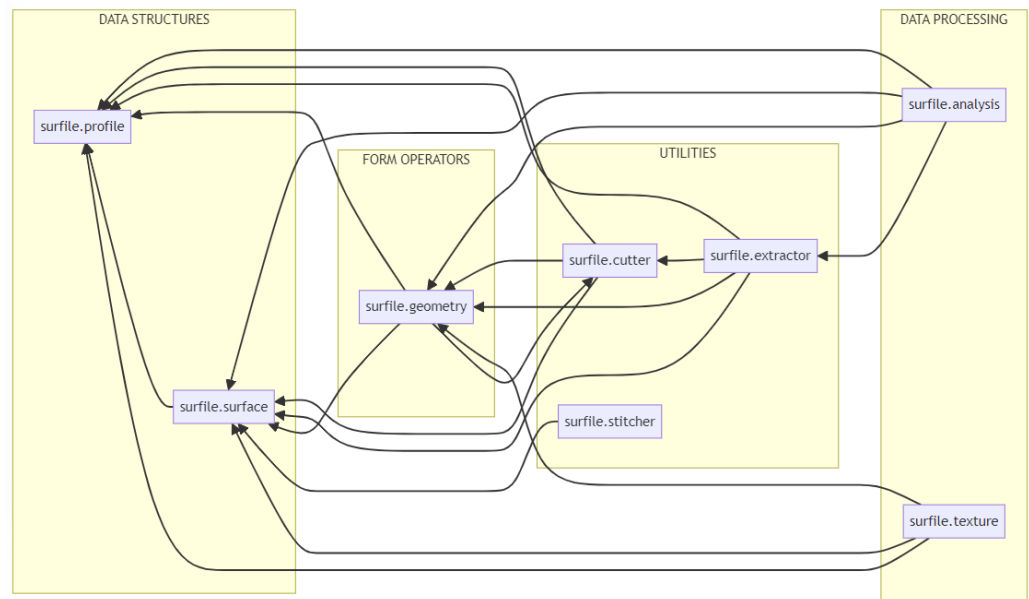 DATA STRUCTURES
DATA PROCESSING
surfile.analysis
surfile.profile
UTILITIES
FORM OPERATORS
surfile.cutter
surfile.extractor
surfile.geometry
surfile.surface
surfile.stitcher
surfile.texture